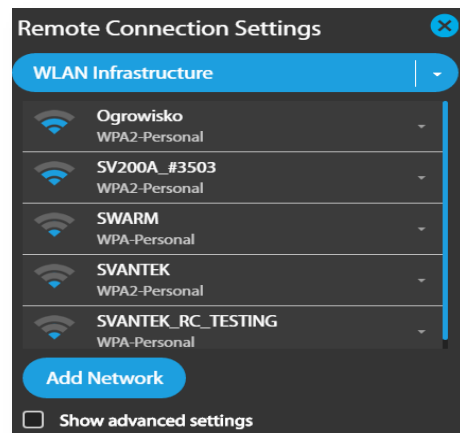 Remote Connection Settings
WLAN Infrastructure
Ogrowisko
WPA2-Personal
SV200A_#3503
WPA2-Personal
SWARM
WPA-Personal
SVANTEK
WPA2-Personal
SVANTEK_RC_TESTING
WPA-Personal
Add Network
Show advanced settings